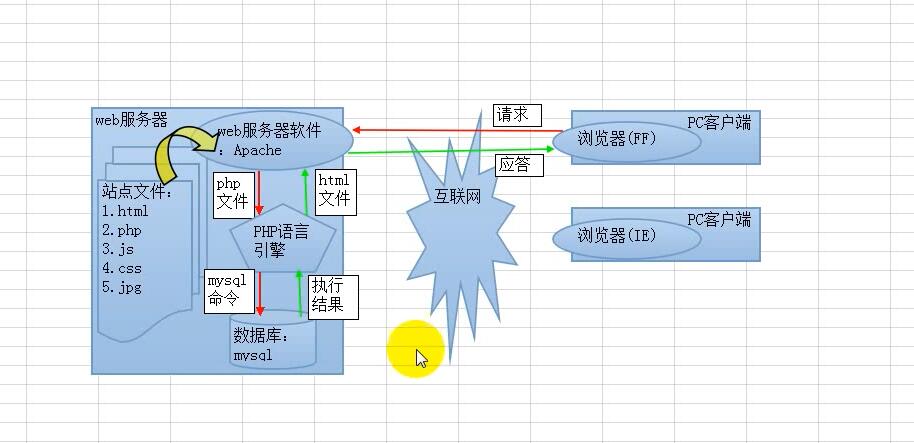 web服务器
web服务器软件
：Apache
请求
应答
浏览器(FF)
PC客户端
站点文件：
1.html
2.php
3.js
4.css
5.jpg
php
文件
html
文件
互联网
浏览器(IE)
PC客户端
PHP语言
引擎
mysql
命令
执行
结果
数据库：
mysql